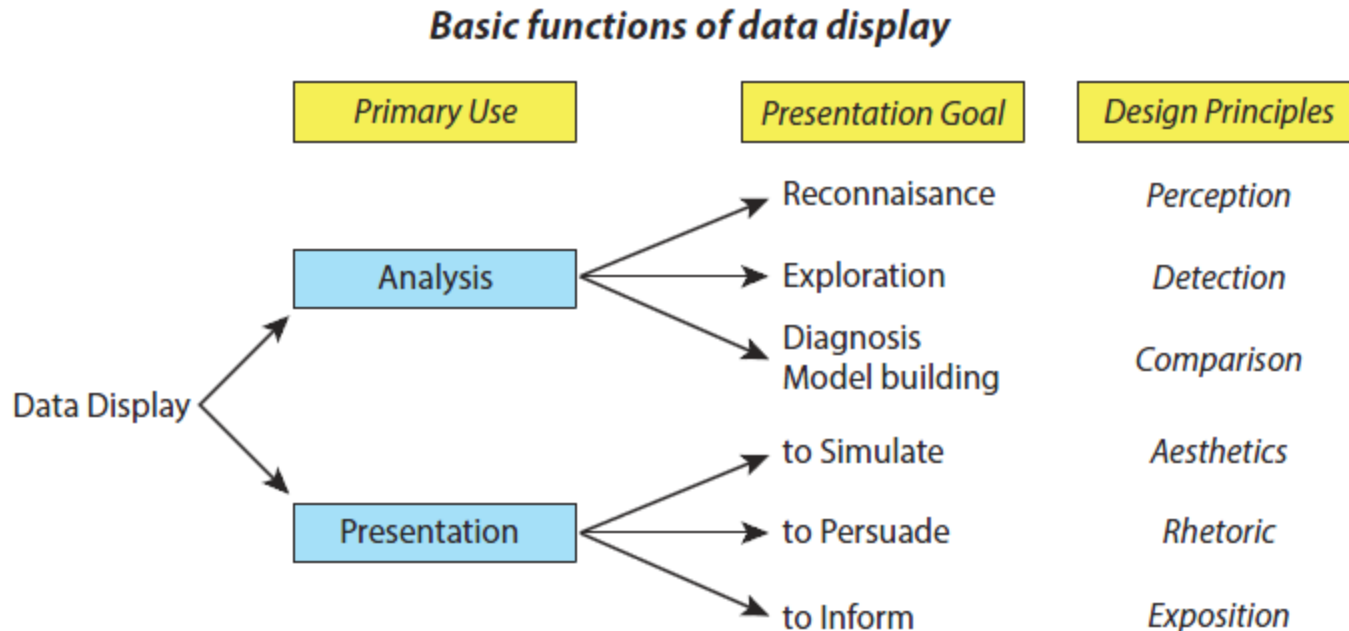 Basic functions of data display
Primary Use
Presentation Goal
Design Principles
Reconnaisance
Perception
Analysis
Exploration
Detection
Diagnosis
Model building
Comparison
Data Display
to Simulate
Aesthetics
Presentation
to Persuade
Rhetoric
to Inform
Exposition